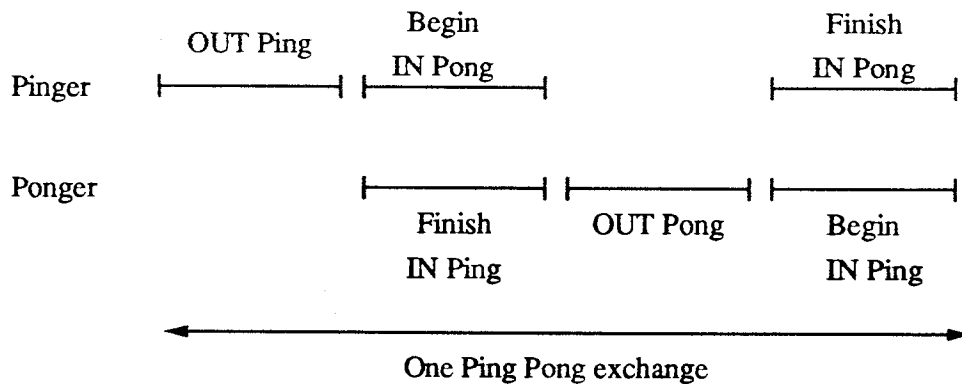 OUT Ping
Begin
IN Pong
Finish
IN Pong
Pinger
Ponger
Finish
IN Ping
OUT Pong
Begin
IN Ping
One Ping Pong exchange